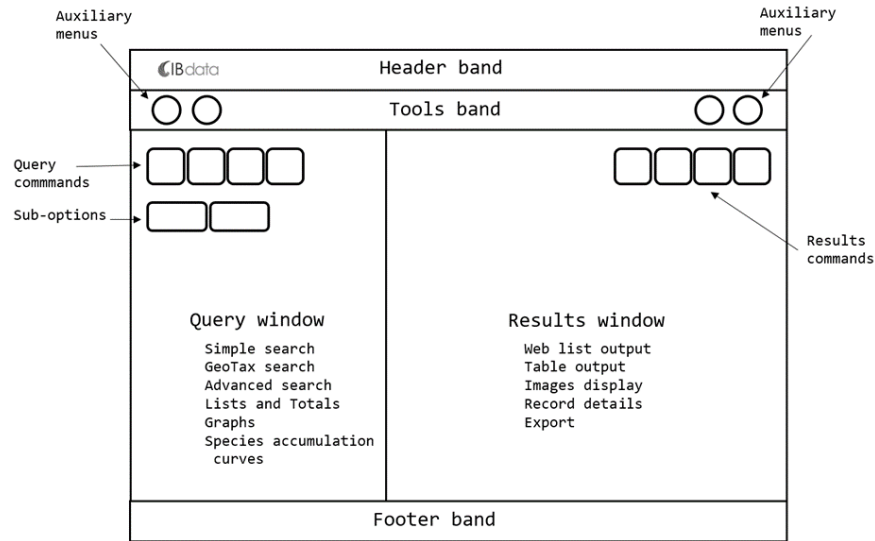 Auxiliary
menus
Auxiliary
menus
CIBdata
Header band
Tools band
Query
commmands
Sub-options
Results
commands
Query window
Simple search
GeoTax search
Advanced search
Lists and Totals
Graphs
Species accumulation
curves
Results window
Web list output
Table output
Images display
Record details
Export
Footer band